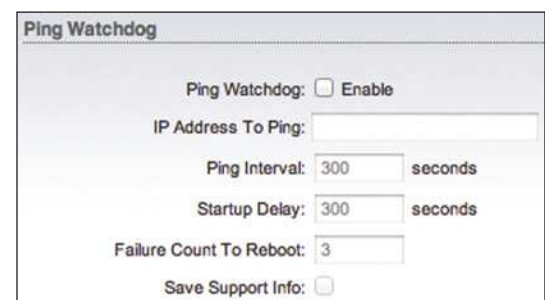 Ping Watchdog
Ping Watchdog: Enable
IP Address To Ping:
Ping Interval: 300 seconds
Startup Delay: 300 seconds
Failure Count To Reboot: 3
Save Support Info: